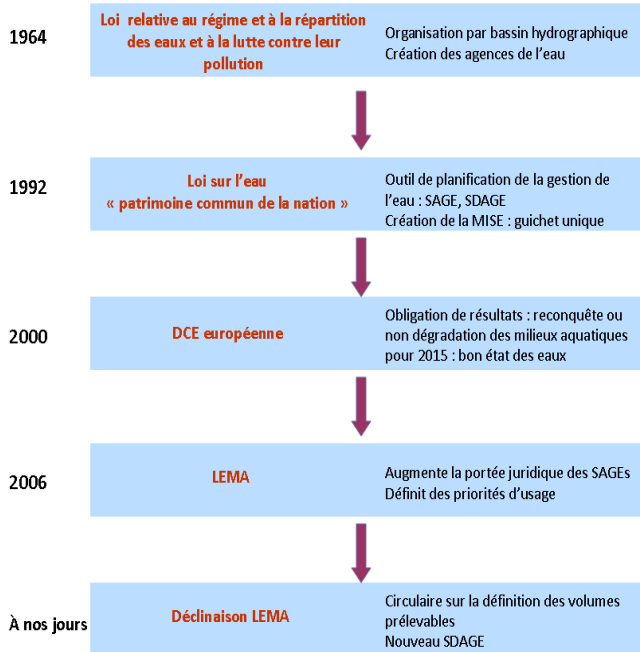 1964
Loi relative au régime et à la répartition
des eaux et à la lutte contre leur
pollution
Organisation par bassin hydrographique
Création des agences de l'eau
1992
Loi sur l'eau
« patrimoine commun de la nation »
Outil de planification de la gestion de
l'eau : SAGE, SDAGE
Création de la MISE : guichet unique
2000
DCE européenne
Obligation de résultats : reconquête ou
non dégradation des milieux aquatiques
pour 2015 : bon état des eaux
2006
LEMA
Augmente la portée juridique des SAGEs
Définit des priorités d'usage
À nos jours
Déclinaison LEMA
Circulaire sur la définition des volumes
prélevables
Nouveau SDAGE